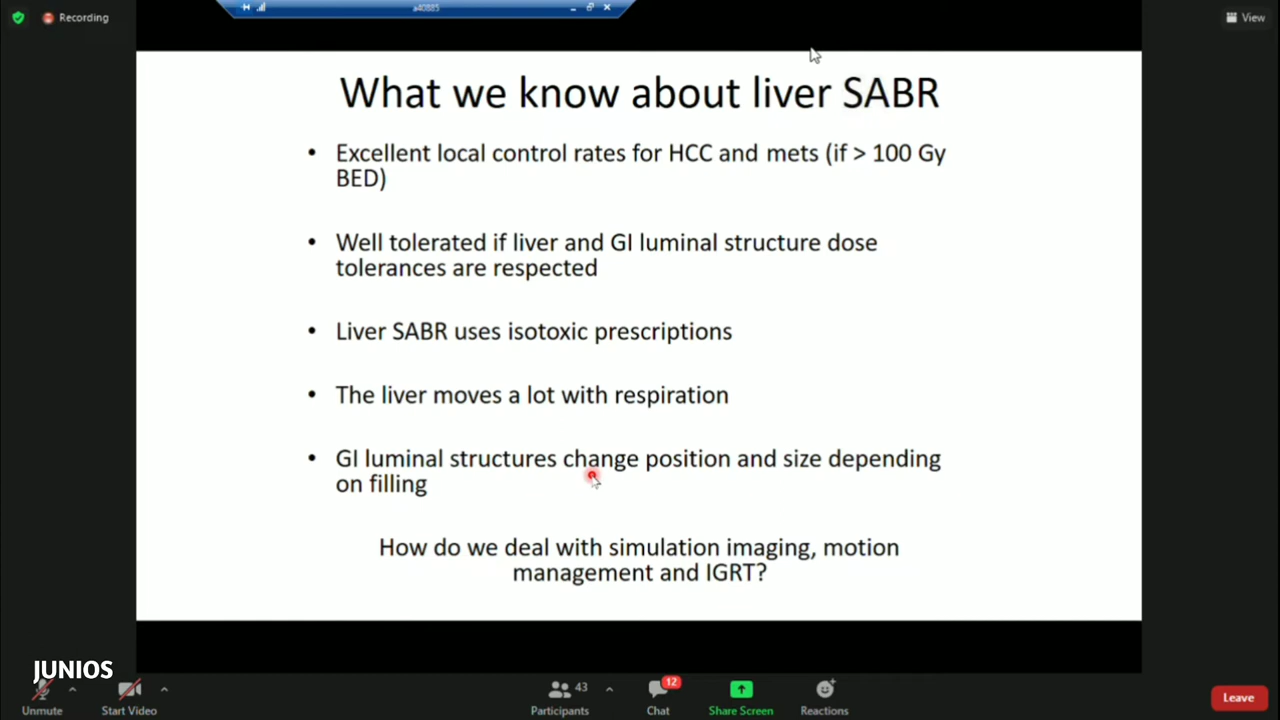 Recording
a40885
View
What we know about liver SABR
• Excellent local control rates for HCC and mets (if > 100 Gy
BED)
• Well tolerated if liver and GI luminal structure dose
tolerances are respected
• Liver SABR uses isotoxic prescriptions
• The liver moves a lot with respiration
• GI luminal structures change position and size depending
on filling
How do we deal with simulation imaging, motion
management and IGRT?
JUNIOS
43
12
Unmute
Start Video
Participants
Chat
Share Screen
Reactions
Leave